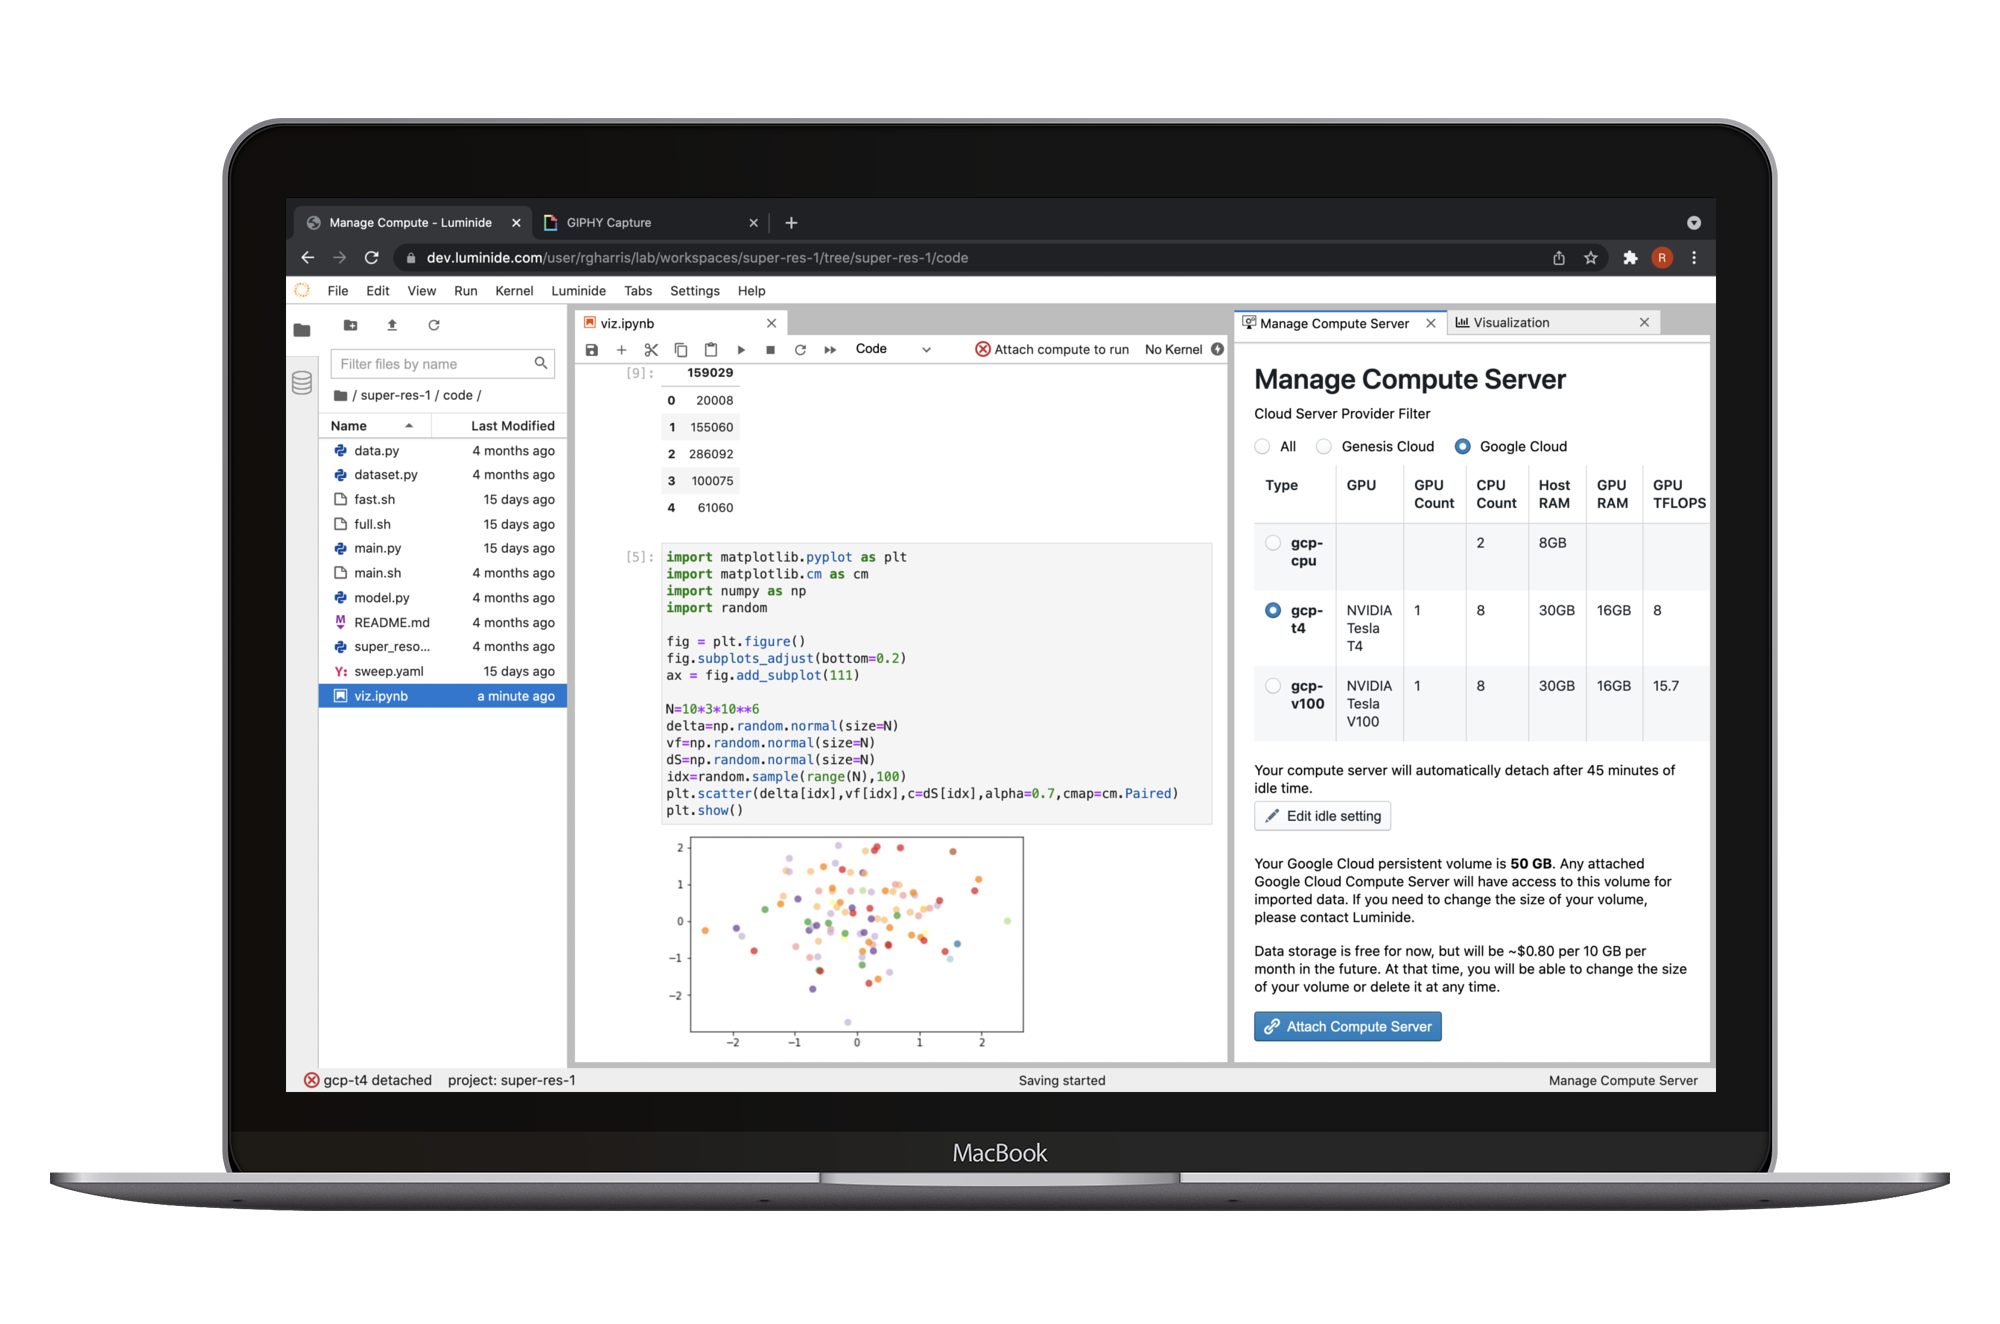 Manage Compute - Luminide
GIPHY Capture
dev.luminide.com/user/rgharris/lab/workspaces/super-res-1/tree/super-res-1/code
R
File Edit View Run Kernel Luminide Tabs Settings Help
Filter files by name
/ super-res-1 / code /
Name Last Modified
data.py 4 months ago
dataset.py 4 months ago
fast.sh 15 days ago
full.sh 15 days ago
main.py 15 days ago
main.sh 4 months ago
model.py 4 months ago
README.md 4 months ago
super_reso... 4 months ago
Y: sweep.yaml 15 days ago
viz.ipynb a minute ago
viz.ipynb
Code
Attach compute to run No Kernel
[9]: 159029
0 20008
1 155060
2 286092
3 100075
4 61060
[5]: import matplotlib.pyplot as plt
import matplotlib.cm as cm
import numpy as np
import random
fig = plt.figure()
fig.subplots_adjust(bottom=0.2)
ax = fig.add_subplot(111)
N=10*3*10**6
delta=np.random.normal(size=N)
vf=np.random.normal(size=N)
dS=np.random.normal(size=N)
idx=random.sample(range(N),100)
plt.scatter(delta[idx],vf[idx],c=dS[idx],alpha=0.7,cmap=cm.Paired)
plt.show()
2
1
0
−1
−2
−2 −1 0 1 2
Manage Compute Server
Visualization
Manage Compute Server
Cloud Server Provider Filter
All Genesis Cloud Google Cloud
Type GPU GPU Count CPU Count Host RAM GPU RAM GPU TFLOPS
gcp-cpu 2 8GB
gcp-t4 NVIDIA Tesla T4 1 8 30GB 16GB 8
gcp-v100 NVIDIA Tesla V100 1 8 30GB 16GB 15.7
Your compute server will automatically detach after 45 minutes of
idle time.
Edit idle setting
Your Google Cloud persistent volume is 50 GB. Any attached
Google Cloud Compute Server will have access to this volume for
imported data. If you need to change the size of your volume,
please contact Luminide.
Data storage is free for now, but will be ~$0.80 per 10 GB per
month in the future. At that time, you will be able to change the size
of your volume or delete it at any time.
Attach Compute Server
gcp-t4 detached project: super-res-1 Saving started Manage Compute Server
MacBook